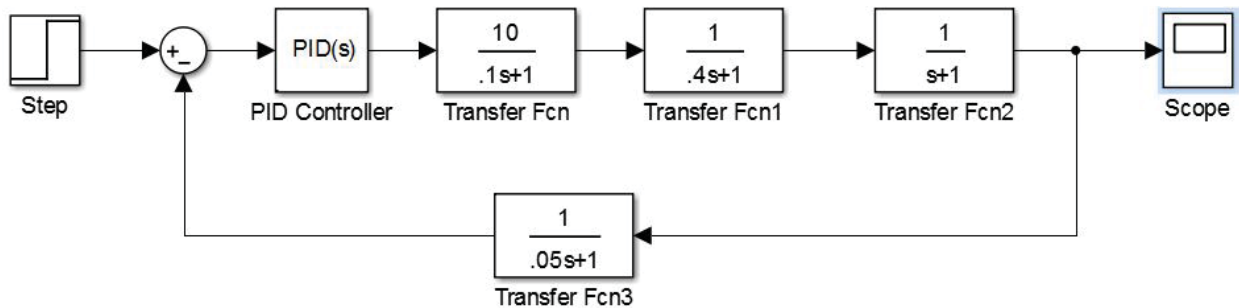 Step
+
−
PID(s)
PID Controller
10
.1s+1
Transfer Fcn
1
.4s+1
Transfer Fcn1
1
s+1
Transfer Fcn2
Scope
1
.05s+1
Transfer Fcn3